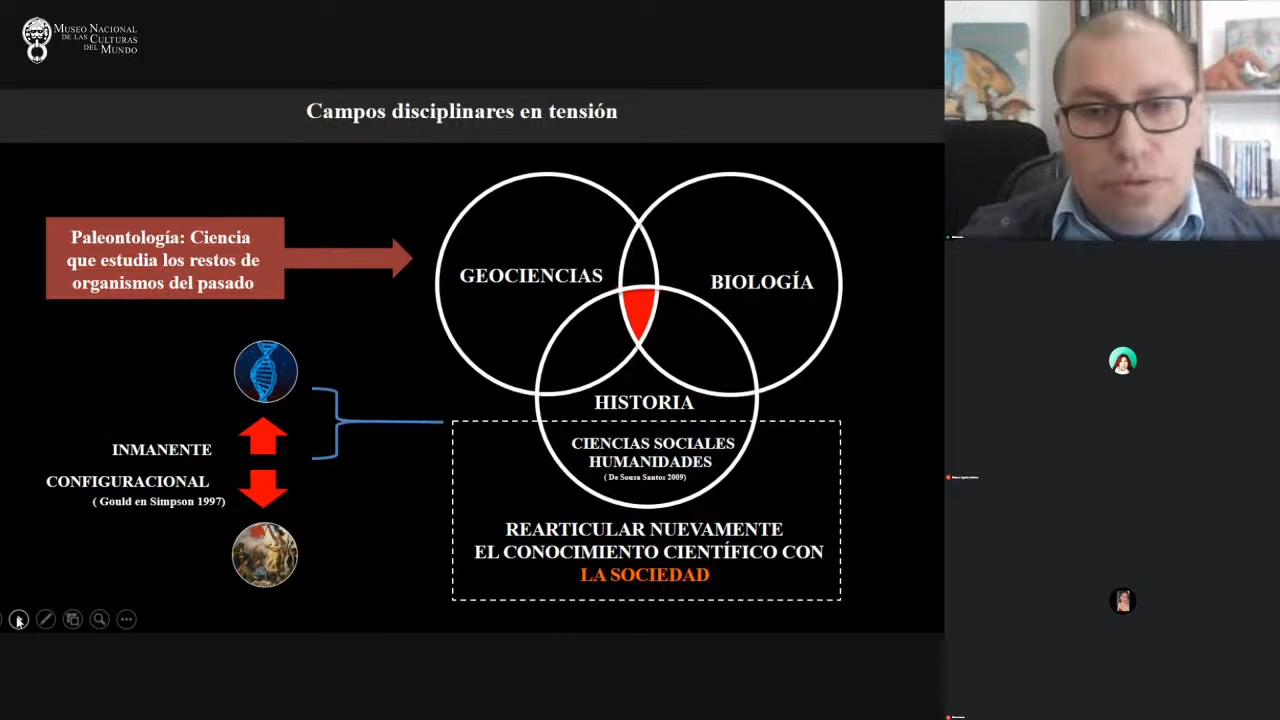 MUSEO NACIONAL
DE LAS CULTURAS
DEL MUNDO
Campos disciplinares en tensión
Paleontología: Ciencia
que estudia los restos de
organismos del pasado
GEOCIENCIAS
BIOLOGÍA
HISTORIA
CIENCIAS SOCIALES
HUMANIDADES
( De Sousa Santos 2009)
INMANENTE
CONFIGURACIONAL
( Gould en Simpson 1997)
REARTICULAR NUEVAMENTE
EL CONOCIMIENTO CIENTÍFICO CON
LA SOCIEDAD